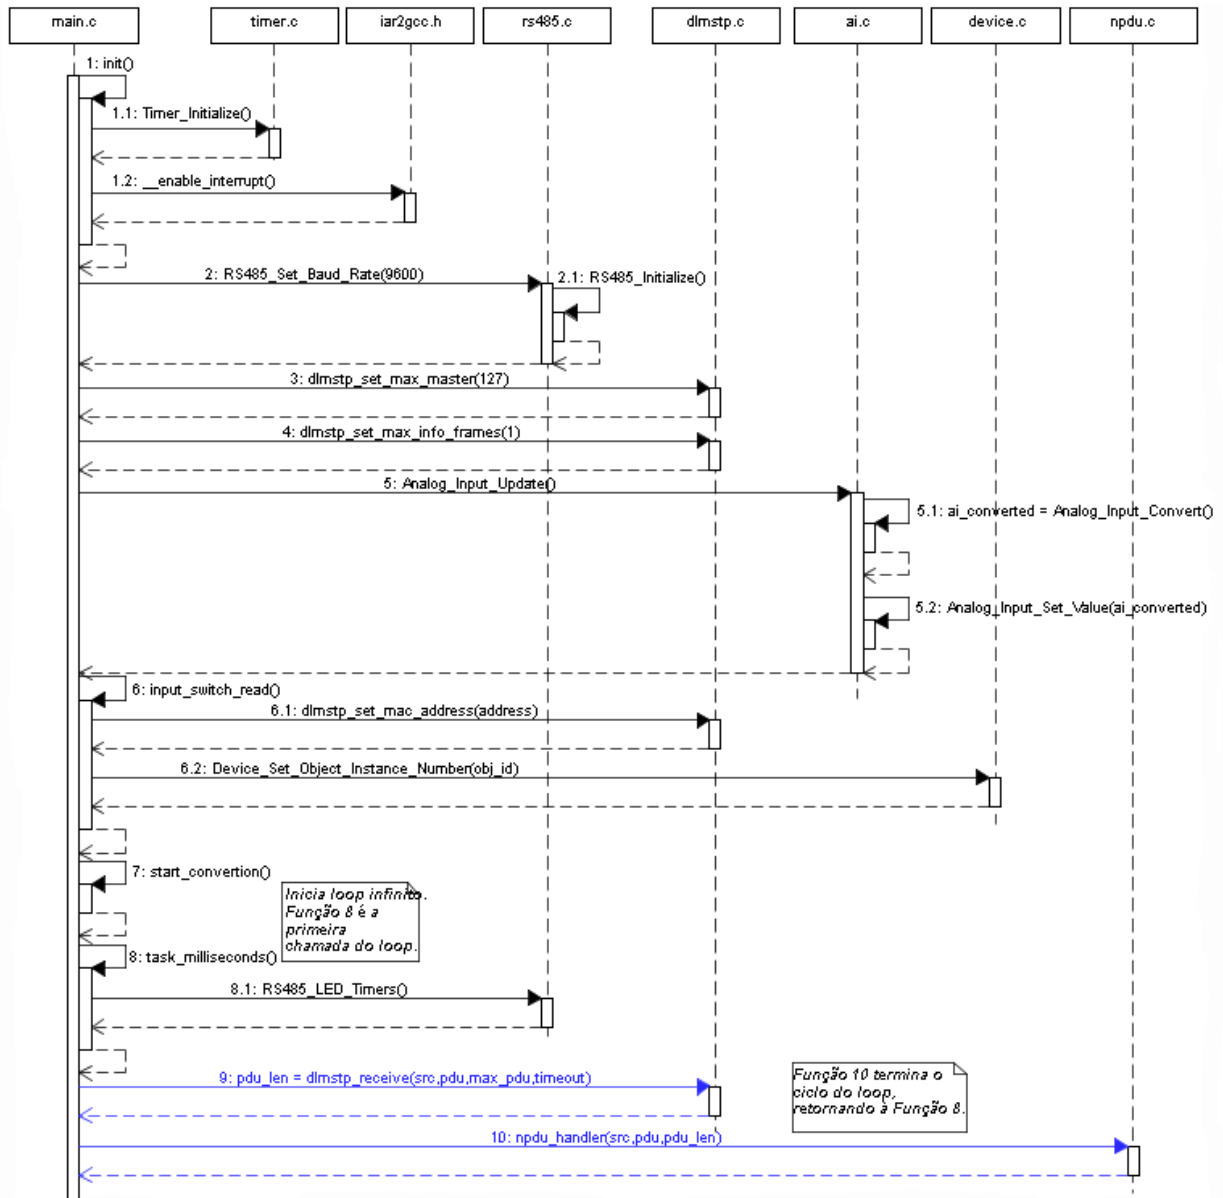 main.c
timer.c
iar2gcc.h
rs485.c
dlmstp.c
ai.c
device.c
npdu.c
1: init()
1.1: Timer_Initialize()
1.2: __enable_interrupt()
2: RS485_Set_Baud_Rate(9600)
2.1: RS485_Initialize()
3: dlmstp_set_max_master(127)
4: dlmstp_set_max_info_frames(1)
5: Analog_Input_Update()
5.1: ai_converted = Analog_Input_Convert()
5.2: Analog_Input_Set_Value(ai_converted)
6: input_switch_read()
6.1: dlmstp_set_mac_address(address)
6.2: Device_Set_Object_Instance_Number(obj_id)
7: start_convertion()
Inicia loop infinito.
Função 8 é a
primeira
chamada do loop.
8: task_milliseconds()
8.1: RS485_LED_Timers()
9: pdu_len = dlmstp_receive(src,pdu,max_pdu,timeout)
Função 10 termina o
ciclo do loop,
retornando à Função 8.
10: npdu_handler(src,pdu,pdu_len)